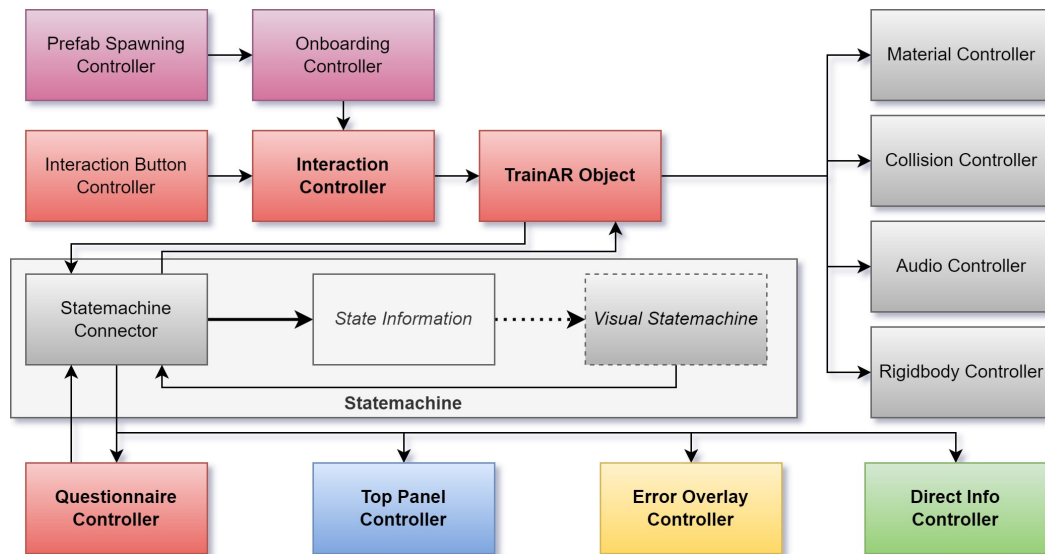 Prefab Spawning
Controller
Onboarding
Controller
Material Controller
Interaction Button
Controller
Interaction
Controller
TrainAR Object
Collision Controller
Statemachine
Connector
State Information
Visual Statemachine
Audio Controller
Rigidbody Controller
Statemachine
Questionnaire
Controller
Top Panel
Controller
Error Overlay
Controller
Direct Info
Controller